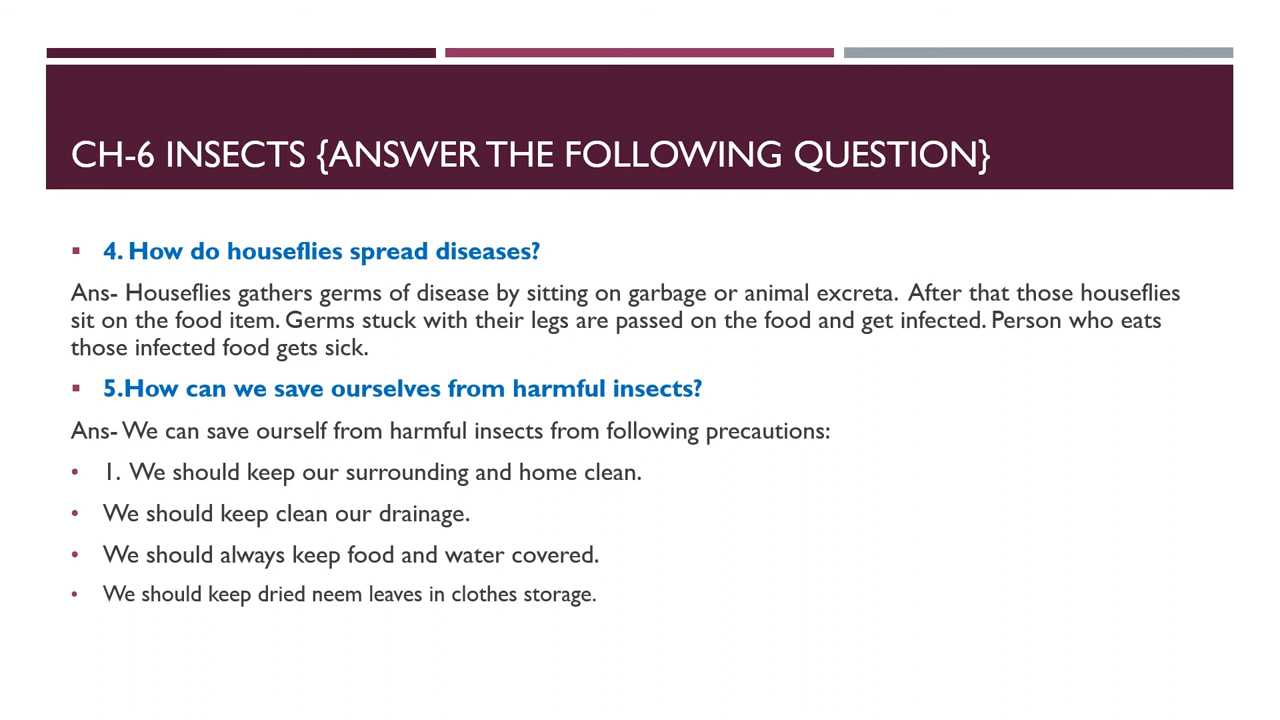 CH-6 INSECTS {ANSWER THE FOLLOWING QUESTION}
▪ 4. How do houseflies spread diseases?
Ans- Houseflies gathers germs of disease by sitting on garbage or animal excreta. After that those houseflies
sit on the food item. Germs stuck with their legs are passed on the food and get infected. Person who eats
those infected food gets sick.
▪ 5.How can we save ourselves from harmful insects?
Ans- We can save ourself from harmful insects from following precautions:
• 1. We should keep our surrounding and home clean.
• We should keep clean our drainage.
• We should always keep food and water covered.
• We should keep dried neem leaves in clothes storage.